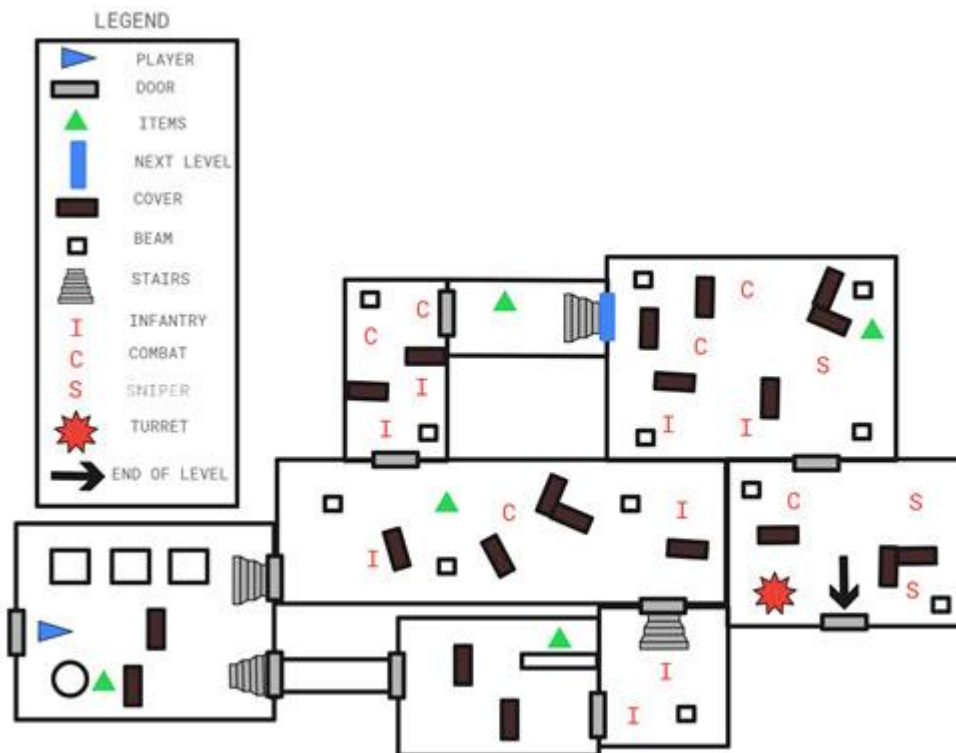 LEGEND
PLAYER
DOOR
ITEMS
NEXT LEVEL
COVER
BEAM
STAIRS
I INFANTRY
C COMBAT
S SNIPER
TURRET
END OF LEVEL
C
C
C
C
I
S
I
I
I
C
I
C
S
I
S
I
I